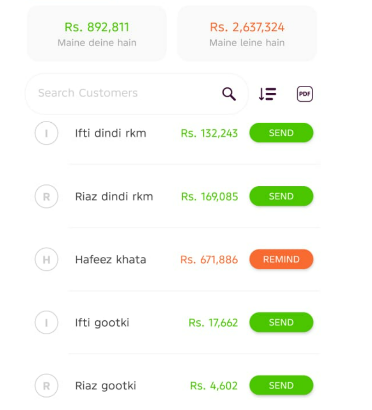 Rs. 892,811
Maine deine hain
Rs. 2,637,324
Maine leine hain
Search Customers
PDF
I Ifti dindi rkm Rs. 132,243 SEND
R Riaz dindi rkm Rs. 169,085 SEND
H Hafeez khata Rs. 671,886 REMIND
I Ifti gootki Rs. 17,662 SEND
R Riaz gootki Rs. 4,602 SEND